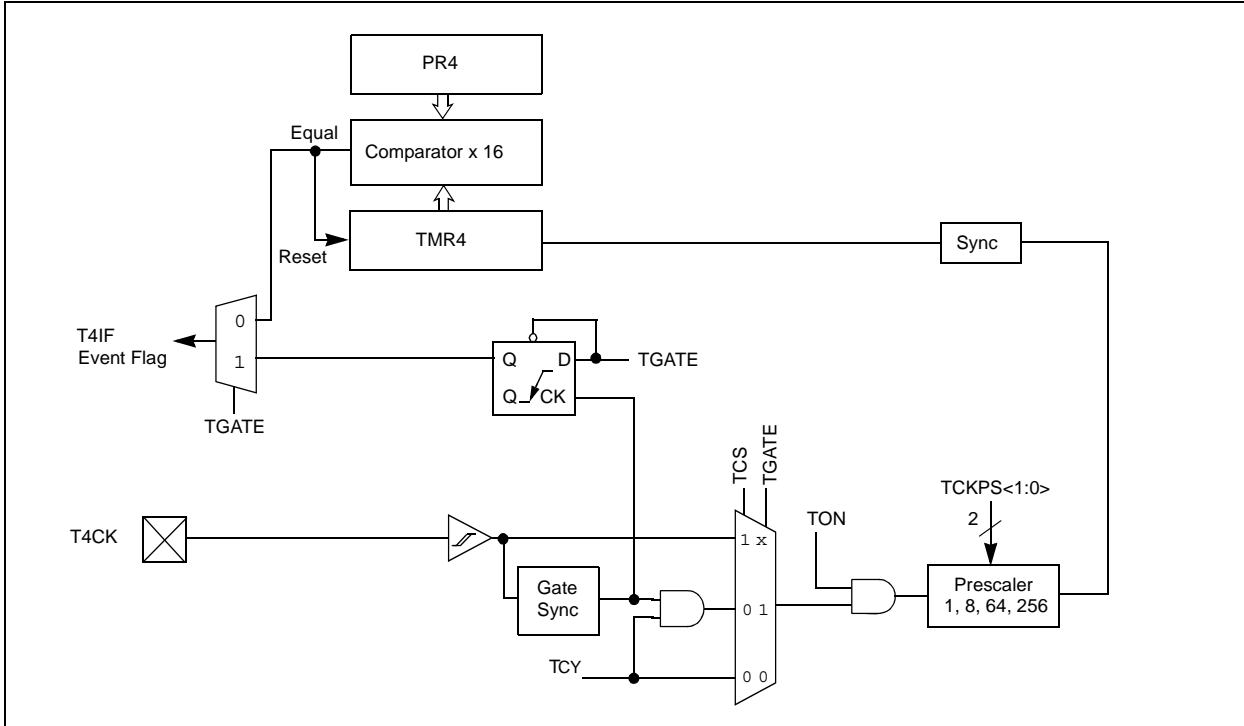 PR4
Equal
Comparator x 16
TMR4
Reset
Sync
T4IF
Event Flag
0
1
TGATE
Q
D
Q
CK
TGATE
TCS
TGATE
T4CK
1 x
Gate
Sync
0 1
TCY
0 0
TON
TCKPS<1:0>
2
Prescaler
1, 8, 64, 256